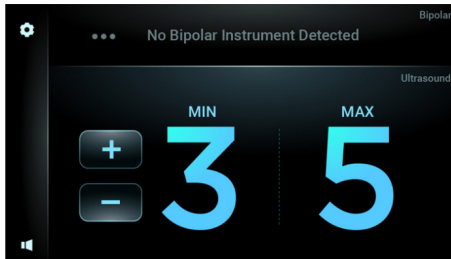 Bipolar
... No Bipolar Instrument Detected
Ultrasound
MIN MAX
+ 3 5
−